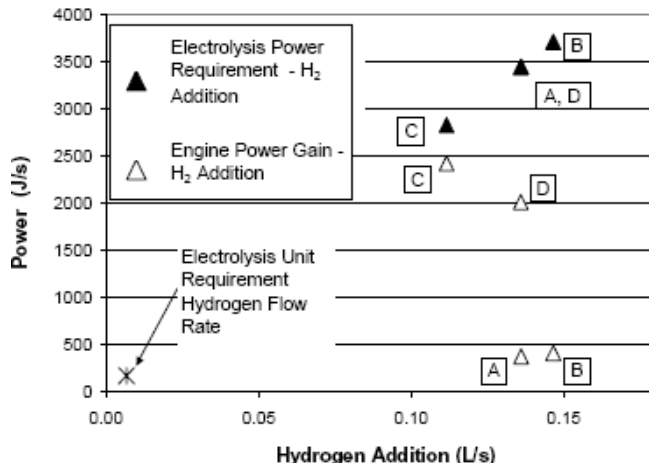 4000
3500
3000
2500
2000
1500
1000
500
0
Power (J/s)
Electrolysis Power
Requirement - H2
Addition
Engine Power Gain -
H2 Addition
B
A, D
C
C
D
Electrolysis Unit
Requirement
Hydrogen Flow
Rate
A
B
0.00
0.05
0.10
0.15
Hydrogen Addition (L/s)